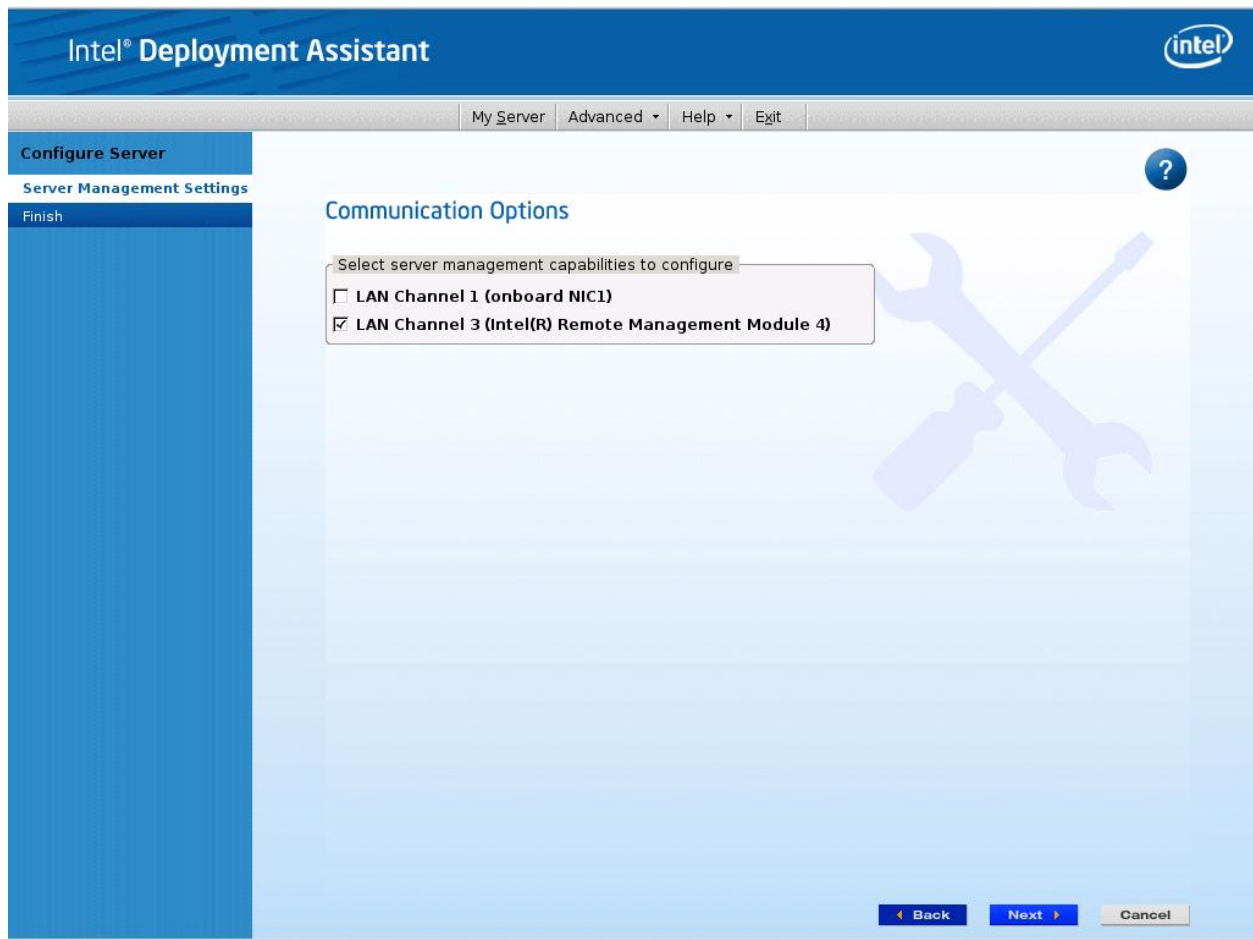 Intel® Deployment Assistant
intel
My Server Advanced Help Exit
Configure Server
Server Management Settings
Finish
?
Communication Options
Select server management capabilities to configure
LAN Channel 1 (onboard NIC1)
LAN Channel 3 (Intel(R) Remote Management Module 4)
Back Next Cancel